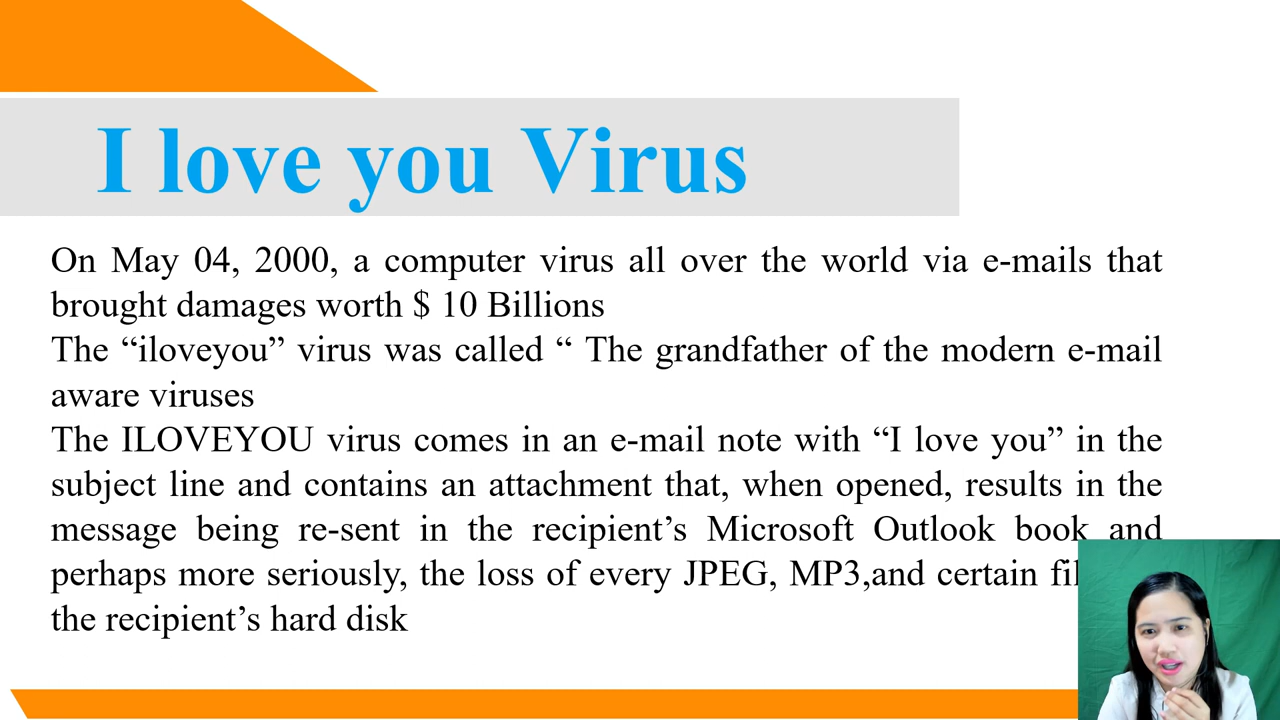 I love you Virus
On May 04, 2000, a computer virus all over the world via e-mails that
brought damages worth $ 10 Billions
The “iloveyou” virus was called “ The grandfather of the modern e-mail
aware viruses
The ILOVEYOU virus comes in an e-mail note with “I love you” in the
subject line and contains an attachment that, when opened, results in the
message being re-sent in the recipient’s Microsoft Outlook book and
perhaps more seriously, the loss of every JPEG, MP3,and certain
the recipient’s hard disk